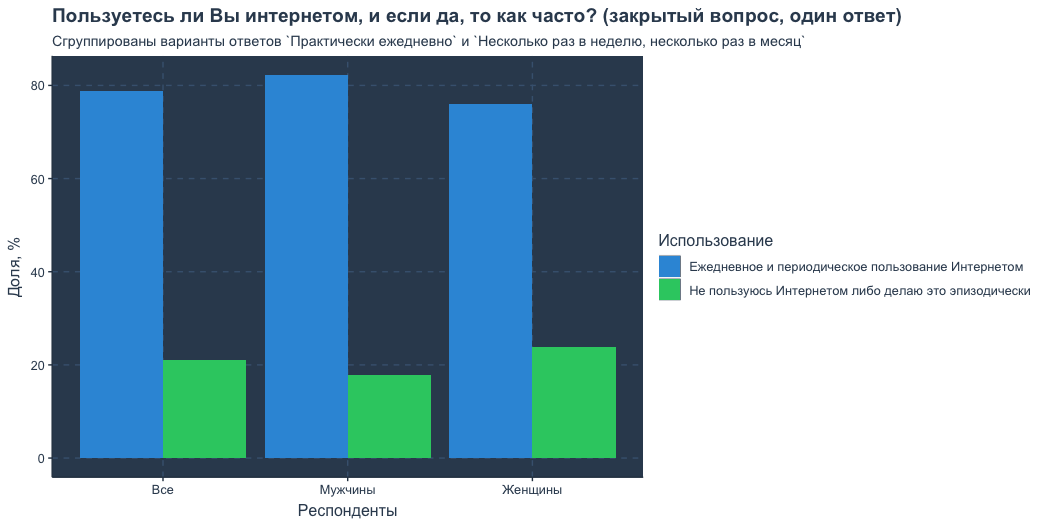 Пользуетесь ли Вы интернетом, и если да, то как часто? (закрытый вопрос, один ответ)
Сгруппированы варианты ответов `Практически ежедневно` и `Несколько раз в неделю, несколько раз в месяц`
80
60
40
20
0
Доля, %
Все
Мужчины
Женщины
Респонденты
Использование
Ежедневное и периодическое пользование Интернетом
Не пользуюсь Интернетом либо делаю это эпизодически